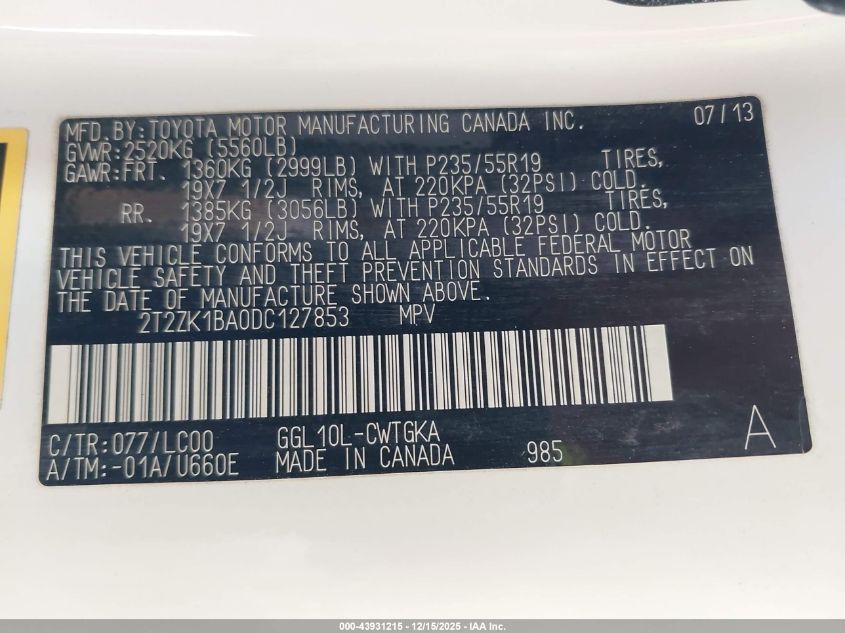 MFD.BY:TOYOTA MOTOR MANUFACTURING CANADA INC. 07/13
GVWR:2520KG (5560LB)
GAWR:FRT. 1360KG (2999LB) WITH P235/55R19 TIRES,
19X7 1/2J RIMS, AT 220KPA (32PSI) COLD.
RR. 1385KG (3056LB) WITH P235/55R19 TIRES,
19X7 1/2J RIMS, AT 220KPA (32PSI) COLD.
THIS VEHICLE CONFORMS TO ALL APPLICABLE FEDERAL MOTOR
VEHICLE SAFETY AND THEFT PREVENTION STANDARDS IN EFFECT ON
THE DATE OF MANUFACTURE SHOWN ABOVE.
2T2ZK1BA0DC127853 MPV
C/TR:077/LC00 GGL10L-CWTGKA
A/TM:-01A/U660E MADE IN CANADA 985 A
000-43931215 - 12/15/2025 - IAA Inc.